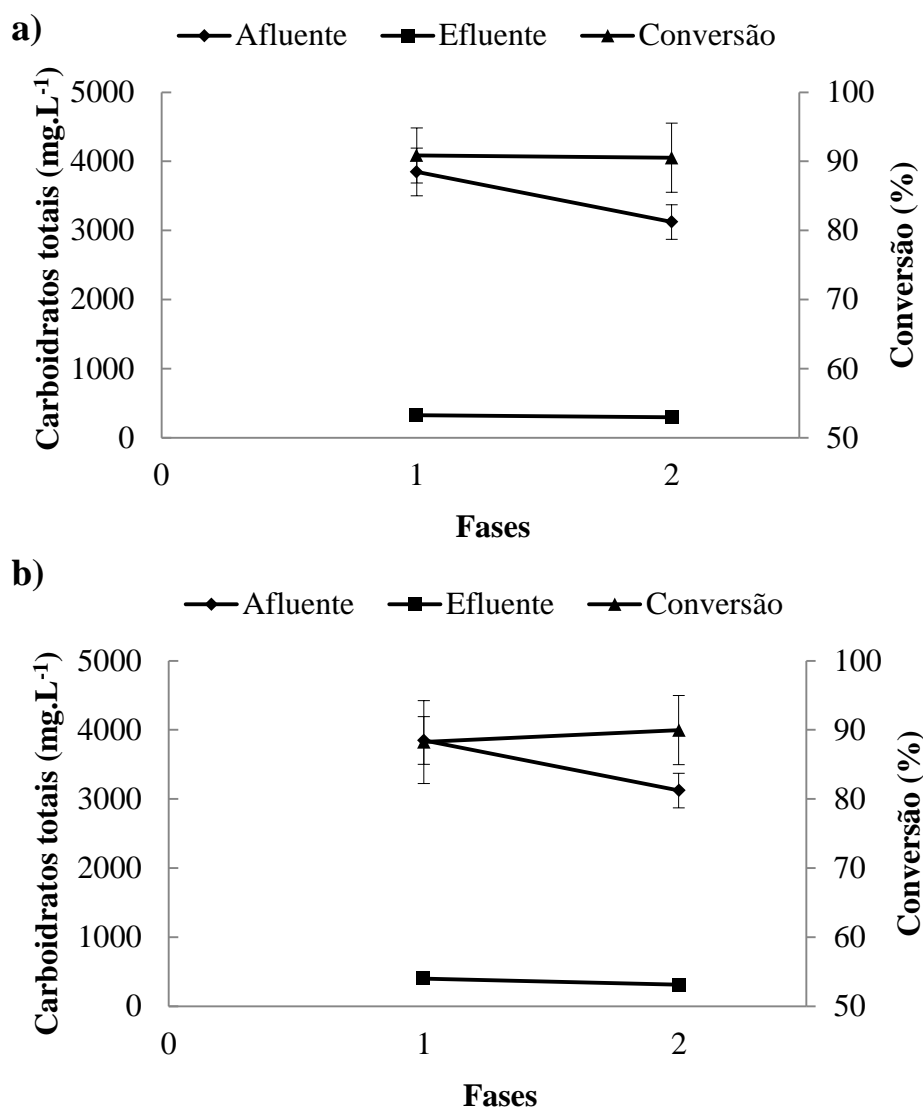 a)
Afluente Efluente Conversão
Carboidratos totais (mg.L-1)
5000
4000
3000
2000
1000
0
100
90
80
70
60
50
Conversão (%)
0 1 2
Fases
b)
Afluente Efluente Conversão
Carboidratos totais (mg.L-1)
5000
4000
3000
2000
1000
0
100
90
80
70
60
50
Conversão (%)
0 1 2
Fases